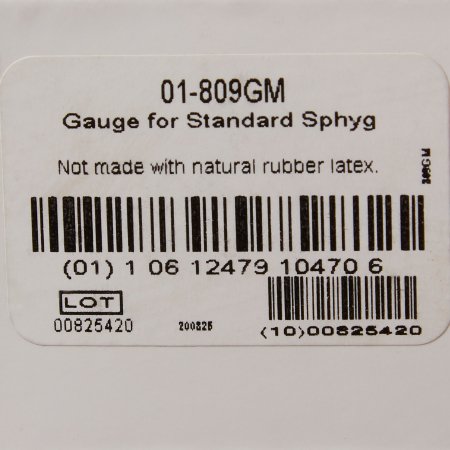 01-809GM
Gauge for Standard Sphyg
Not made with natural rubber latex.
809GM
(01) 1 06 12479 10470 6
LOT
00825420
200825
(10)00825420